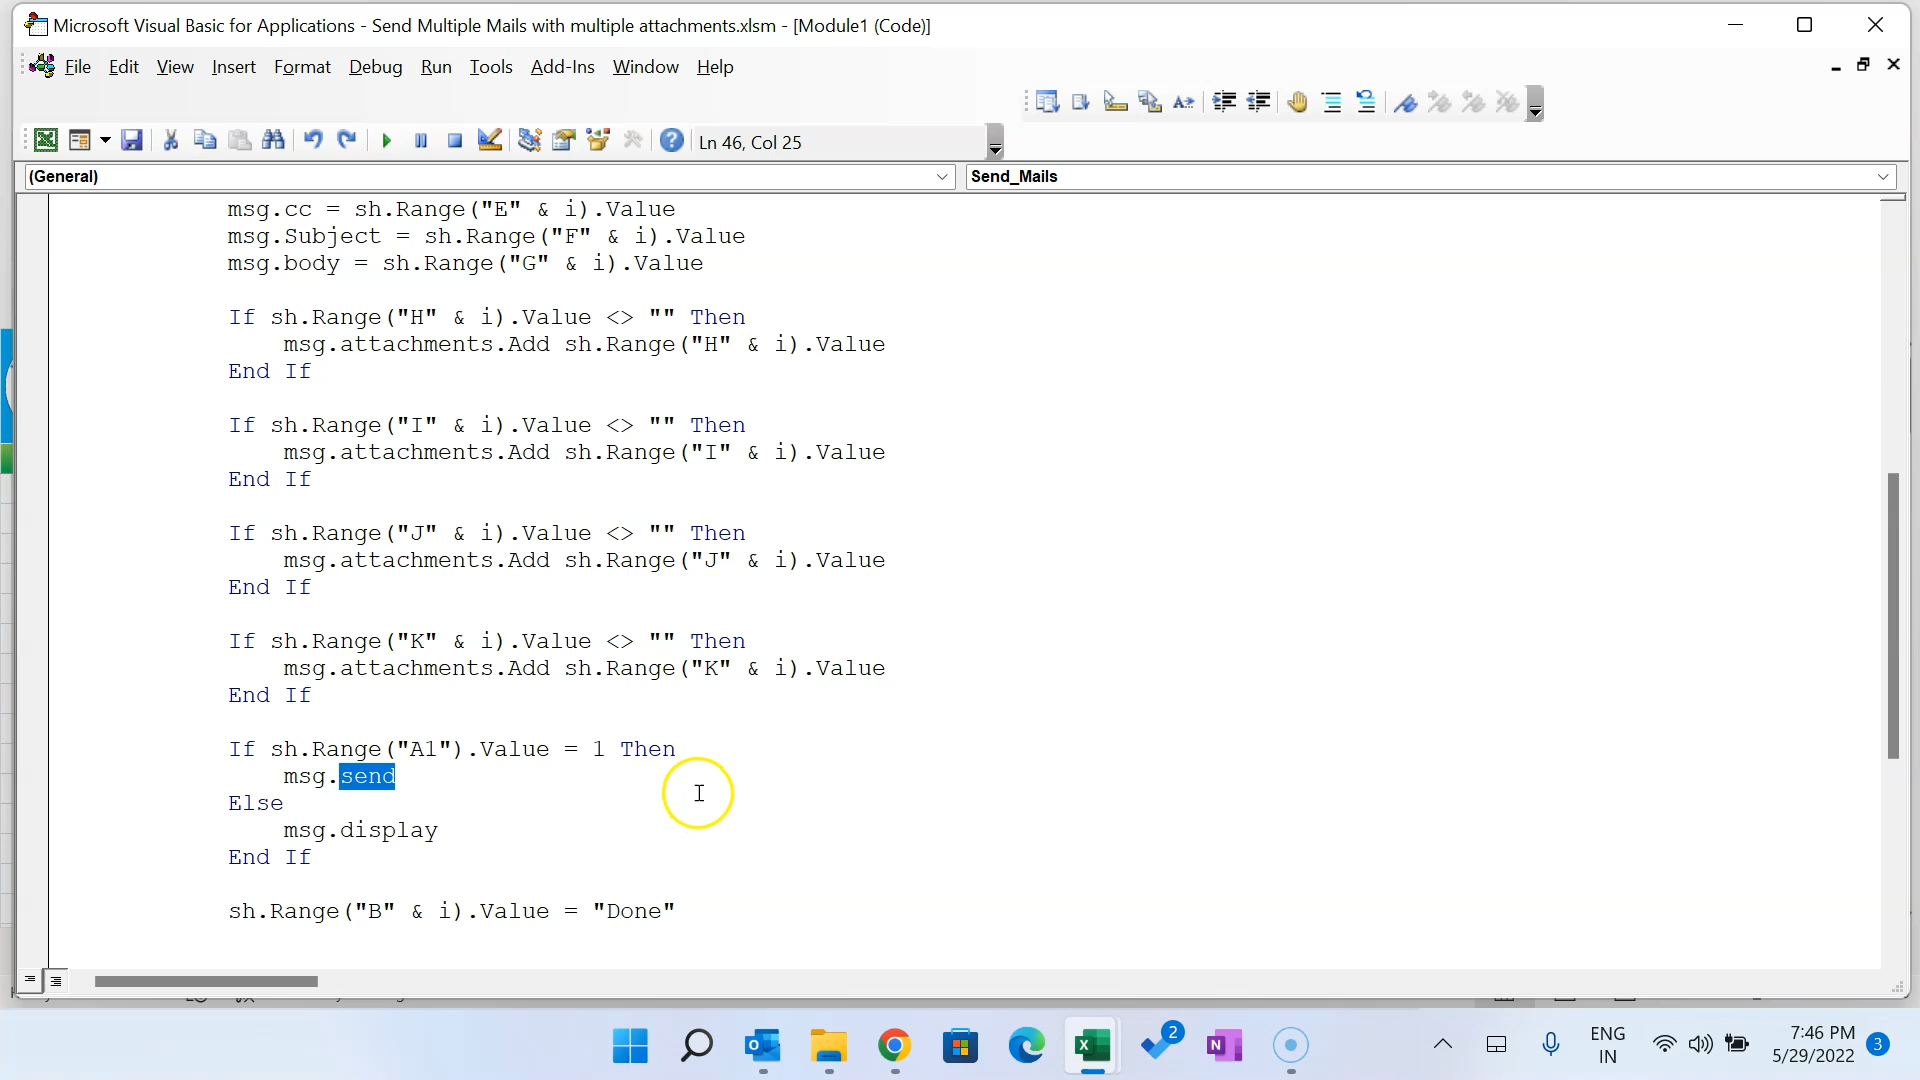 Microsoft Visual Basic for Applications - Send Multiple Mails with multiple attachments.xlsm - [Module1 (Code)]
File Edit View Insert Format Debug Run Tools Add-Ins Window Help
Ln 46, Col 25
(General) Send_Mails
msg.cc = sh.Range("E" & i).Value
msg.Subject = sh.Range("F" & i).Value
msg.body = sh.Range("G" & i).Value
If sh.Range("H" & i).Value <> "" Then
msg.attachments.Add sh.Range("H" & i).Value
End If
If sh.Range("I" & i).Value <> "" Then
msg.attachments.Add sh.Range("I" & i).Value
End If
If sh.Range("J" & i).Value <> "" Then
msg.attachments.Add sh.Range("J" & i).Value
End If
If sh.Range("K" & i).Value <> "" Then
msg.attachments.Add sh.Range("K" & i).Value
End If
If sh.Range("A1").Value = 1 Then
msg.send
Else
msg.display
End If
sh.Range("B" & i).Value = "Done"
2
ENG
IN
7:46 PM
5/29/2022
3